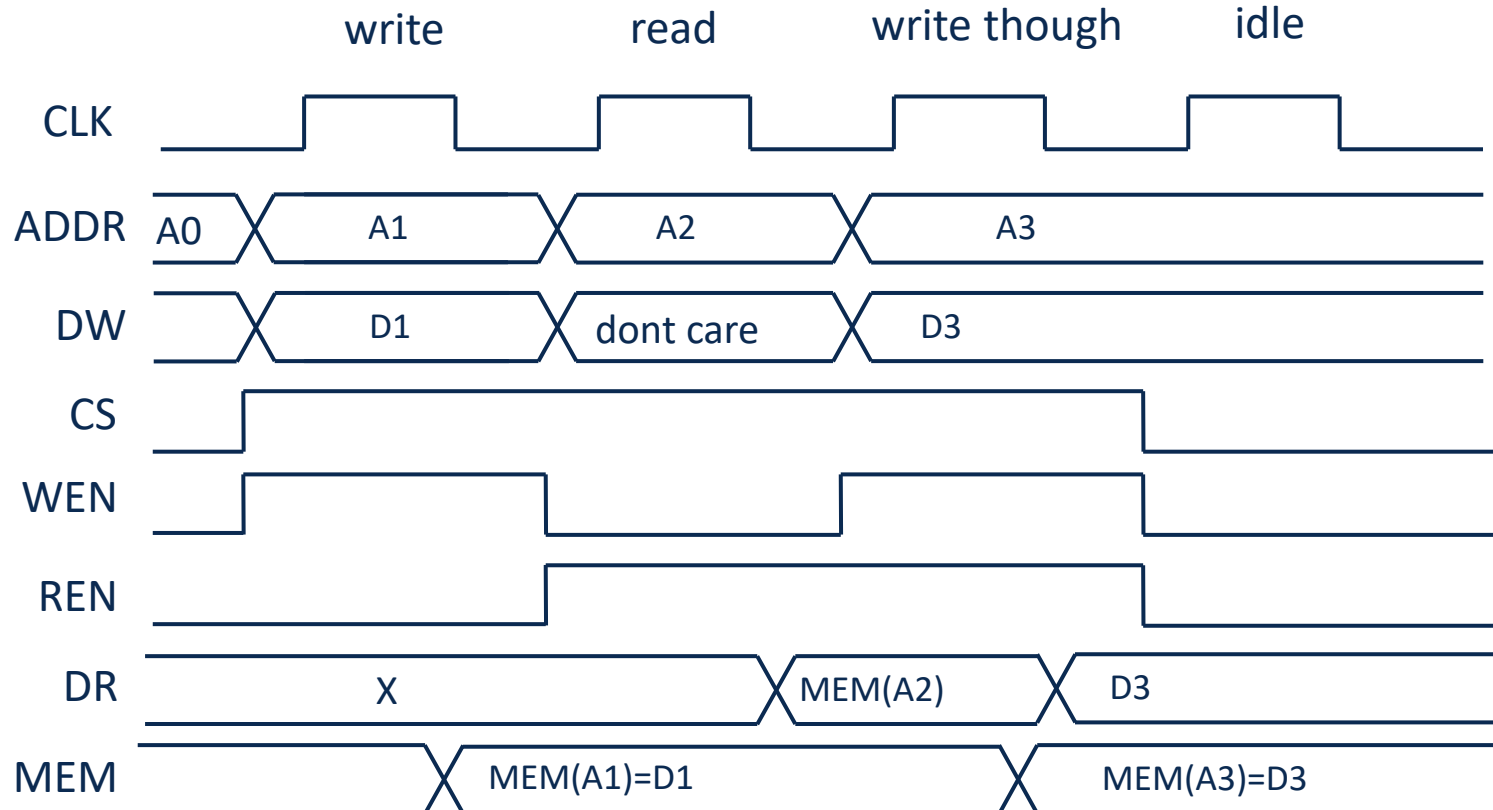 write read write though idle
CLK
ADDR A0 A1 A2 A3
DW D1 dont care D3
CS
WEN
REN
DR X MEM(A2) D3
MEM MEM(A1)=D1 MEM(A3)=D3